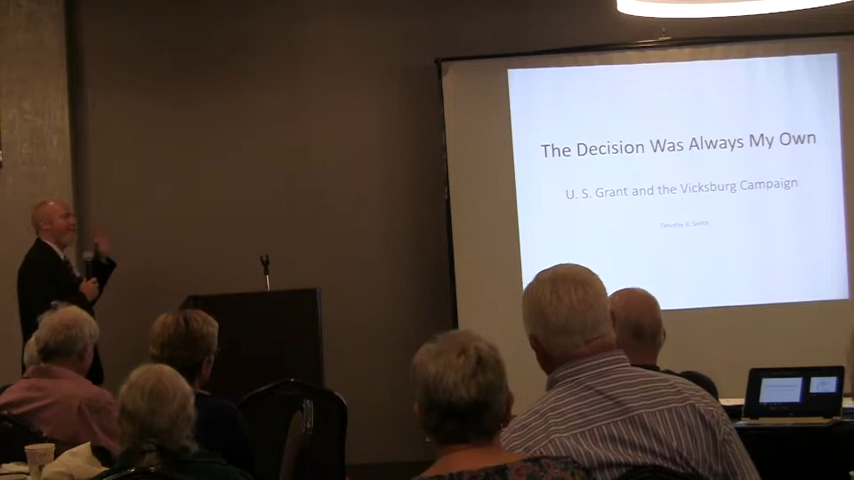 The Decision Was Always My Own
U. S. Grant and the Vicksburg Campaign
Timothy B. Smith